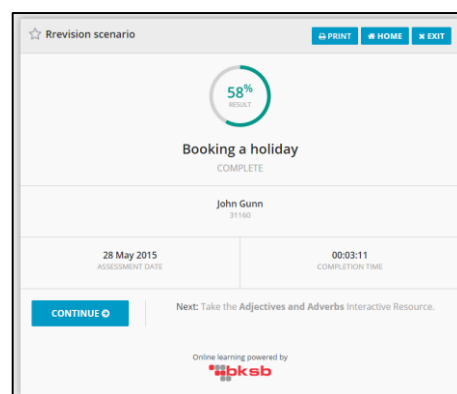 Rrevision scenario
PRINT
HOME
EXIT
58%
RESULT
Booking a holiday
COMPLETE
John Gunn
31160
28 May 2015
ASSESSMENT DATE
00:03:11
COMPLETION TIME
CONTINUE
Next: Take the Adjectives and Adverbs Interactive Resource.
Online learning powered by
bksb